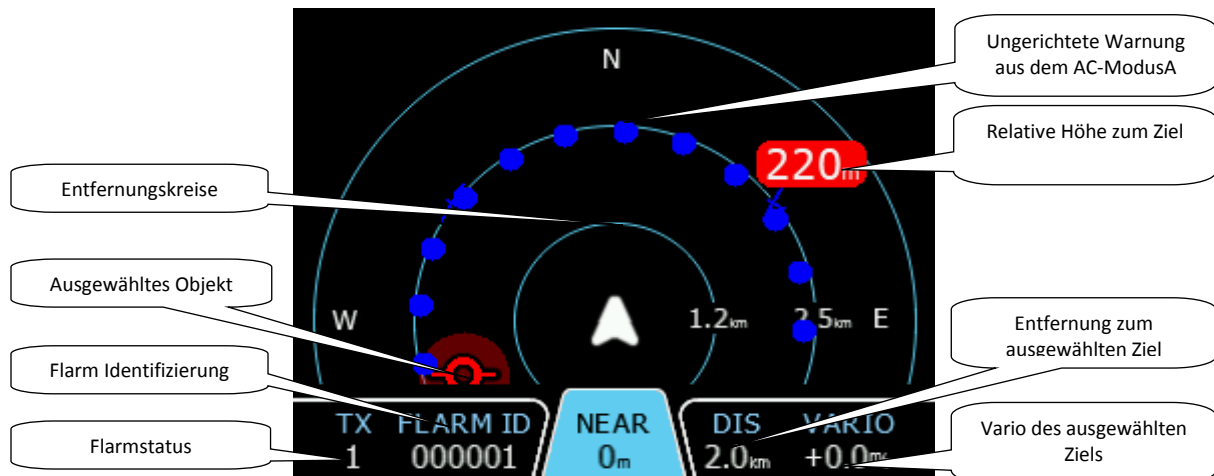 Ungerichtete Warnung
aus dem AC-ModusA
N
Relative Höhe zum Ziel
220m
Entfernungskreise
Ausgewähltes Objekt
W
1.2km
2.5km
E
Entfernung zum
ausgewählten Ziel
Flarm Identifizierung
TX FLARM ID
NEAR
DIS VARIO
Flarmstatus
1 000001
0m
2.0km +0.0
Vario des ausgewählten
Ziels